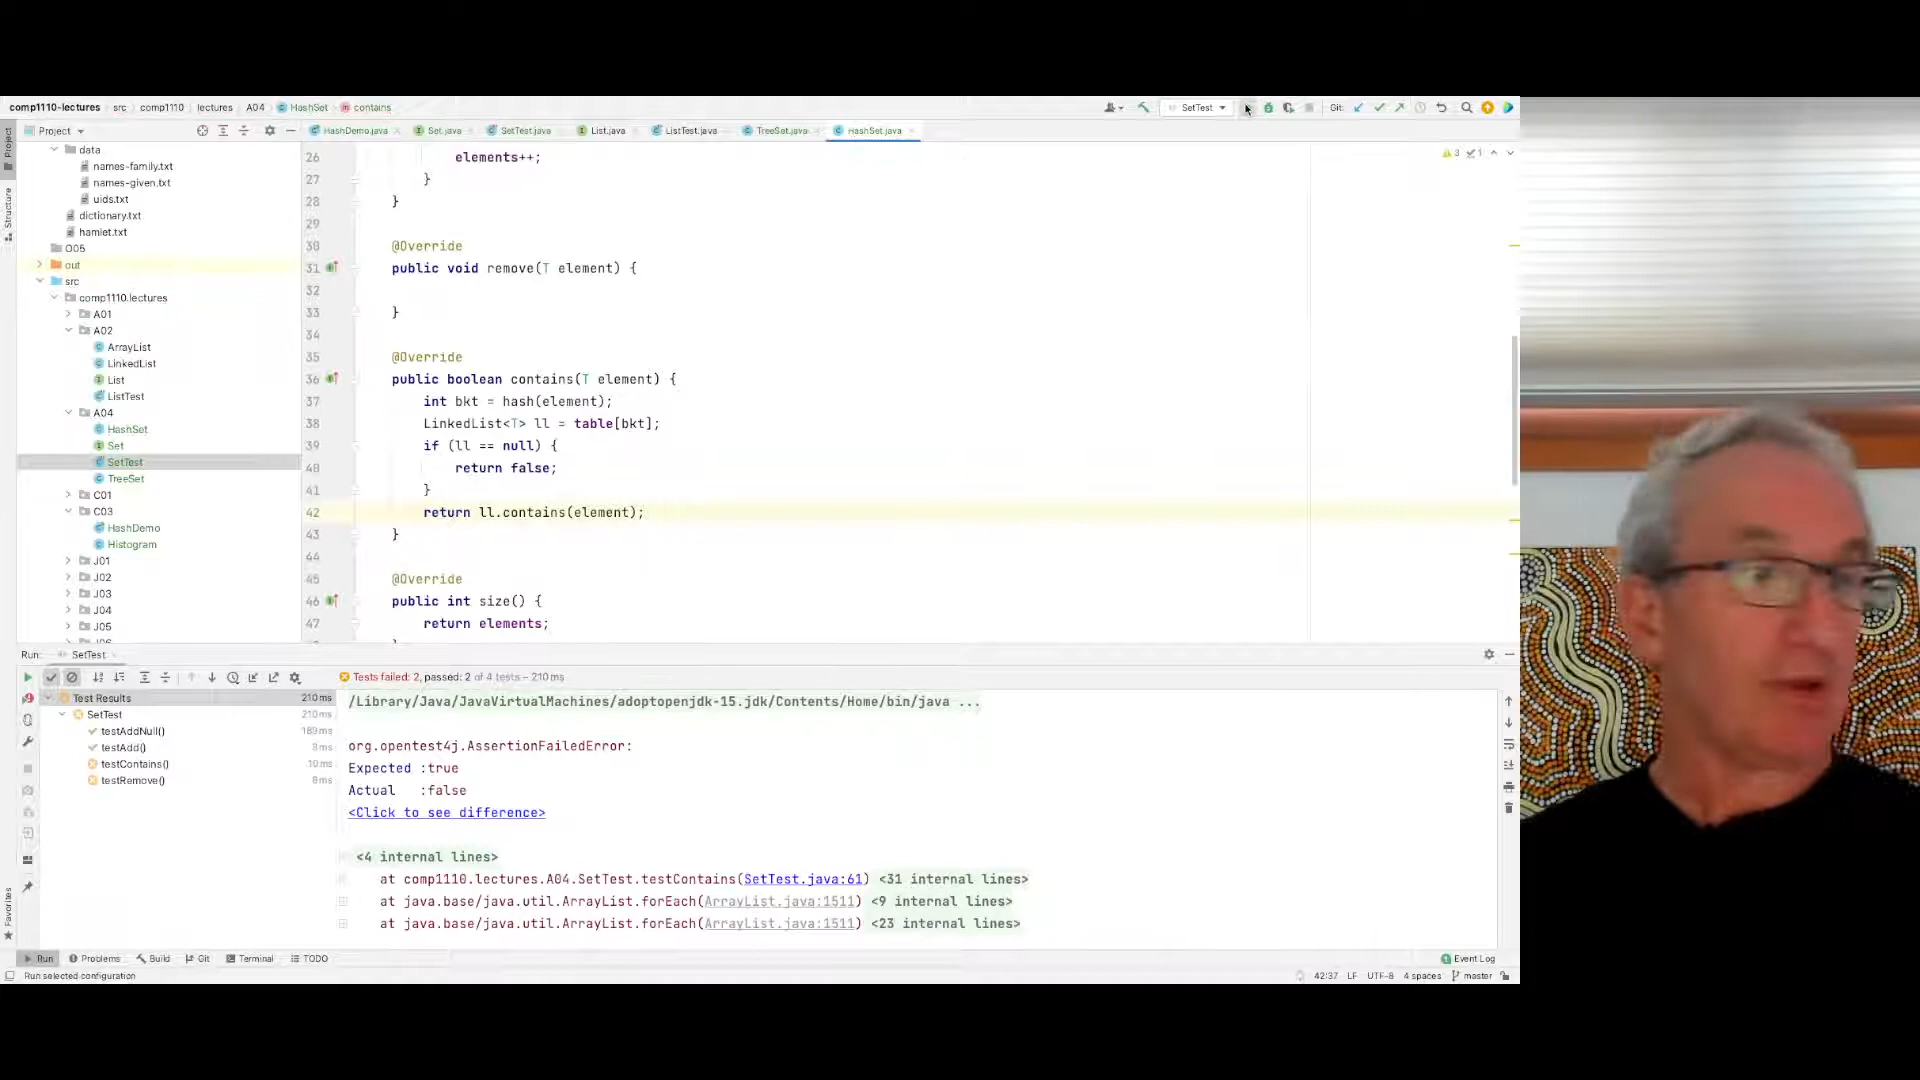 comp1110-lectures src comp1110 lectures A04 HashSet contains
SetTest
Git:
Project
HashDemo.java Set.java SetTest.java List.java ListTest.java TreeSet.java HashSet.java
data
names-family.txt
names-given.txt
uids.txt
dictionary.txt
hamlet.txt
O05
out
src
comp1110.lectures
A01
A02
ArrayList
LinkedList
List
ListTest
A04
HashSet
Set
SetTest
TreeSet
C01
C03
HashDemo
Histogram
J01
J02
J03
J04
J05
J06
Project
Structure
Favorites
3 1
26 elements++;
27 }
28 }
29
30 @Override
31 public void remove(T element) {
32
33 }
34
35 @Override
36 public boolean contains(T element) {
37 int bkt = hash(element);
38 LinkedList<T> ll = table[bkt];
39 if (ll == null) {
40 return false;
41 }
42 return ll.contains(element);
43 }
44
45 @Override
46 public int size() {
47 return elements;
Run: SetTest
Tests failed: 2, passed: 2 of 4 tests – 210 ms
Test Results 210 ms
SetTest 210 ms
testAddNull() 189 ms
testAdd() 3 ms
testContains() 10 ms
testRemove() 8 ms
/Library/Java/JavaVirtualMachines/adoptopenjdk-15.jdk/Contents/Home/bin/java ...
org.opentest4j.AssertionFailedError:
Expected :true
Actual :false
<Click to see difference>
<4 internal lines>
at comp1110.lectures.A04.SetTest.testContains(SetTest.java:61) <31 internal lines>
at java.base/java.util.ArrayList.forEach(ArrayList.java:1511) <9 internal lines>
at java.base/java.util.ArrayList.forEach(ArrayList.java:1511) <23 internal lines>
Run Problems Build Git Terminal TODO Event Log
Run selected configuration 42:37 LF UTF-8 4 spaces master